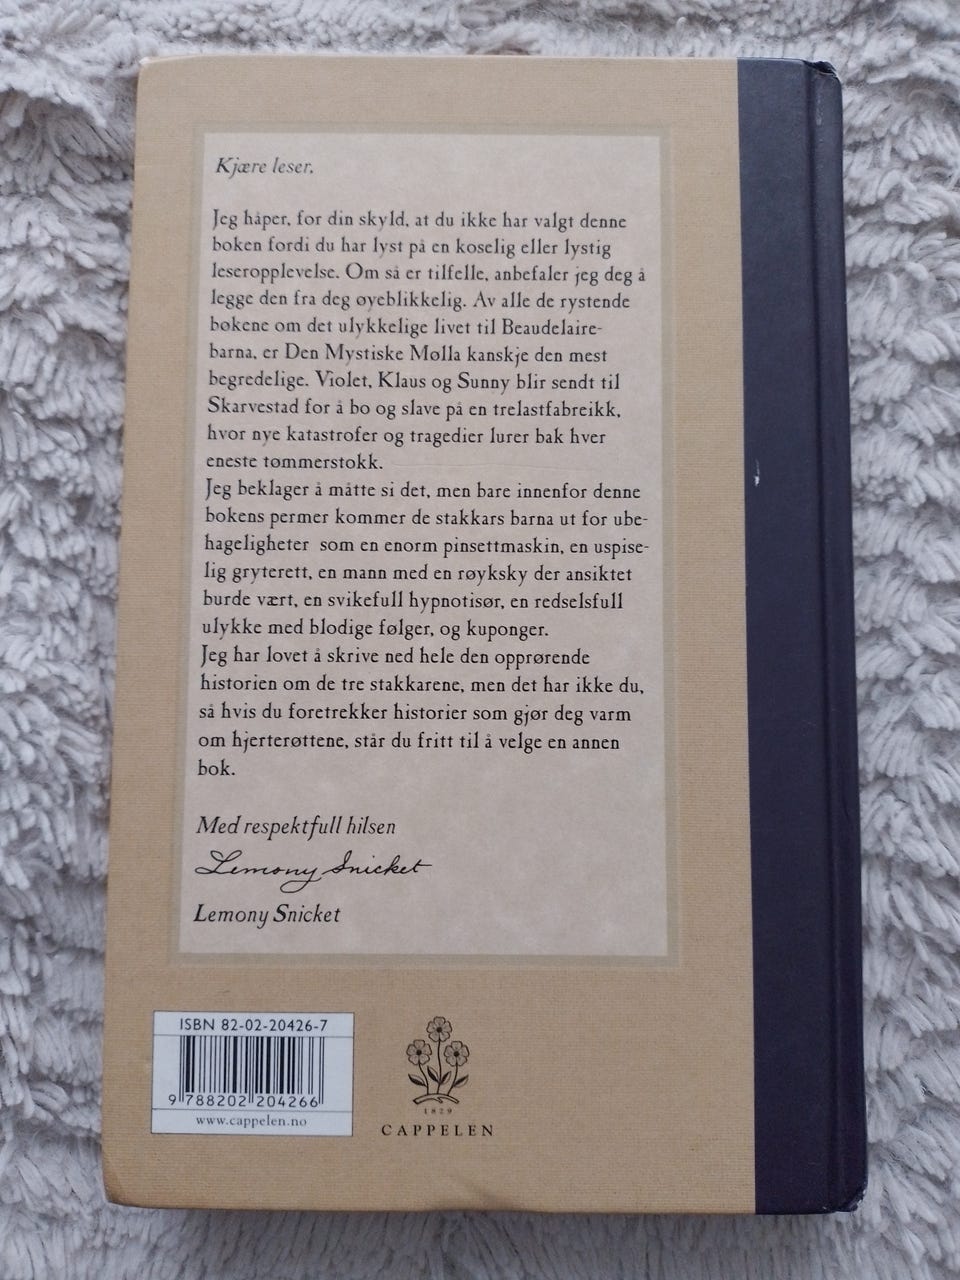 Kjære leser,
Jeg håper, for din skyld, at du ikke har valgt denne
boken fordi du har lyst på en koselig eller lystig
leseropplevelse. Om så er tilfelle, anbefaler jeg deg å
legge den fra deg øyeblikkelig. Av alle de rystende
bøkene om det ulykkelige livet til Beaudelaire-
barna, er Den Mystiske Mølla kanskje den mest
begredelige. Violet, Klaus og Sunny blir sendt til
Skarvestad for å bo og slave på en trelastfabreikk,
hvor nye katastrofer og tragedier lurer bak hver
eneste tømmerstokk.
Jeg beklager å måtte si det, men bare innenfor denne
bokens permer kommer de stakkars barna ut for ube-
hageligheter som en enorm pinsettmaskin, en uspise-
lig gryterett, en mann med en røyksky der ansiktet
burde vært, en svikefull hypnotisør, en redselsfull
ulykke med blodige følger, og kuponger.
Jeg har lovet å skrive ned hele den opprørende
historien om de tre stakkarene, men det har ikke du,
så hvis du foretrekker historier som gjør deg varm
om hjerterøttene, står du fritt til å velge en annen
bok.
Med respektfull hilsen
Lemony Snicket
Lemony Snicket
ISBN 82-02-20426-7
9 788202 204266
www.cappelen.no
1829
CAPPELEN